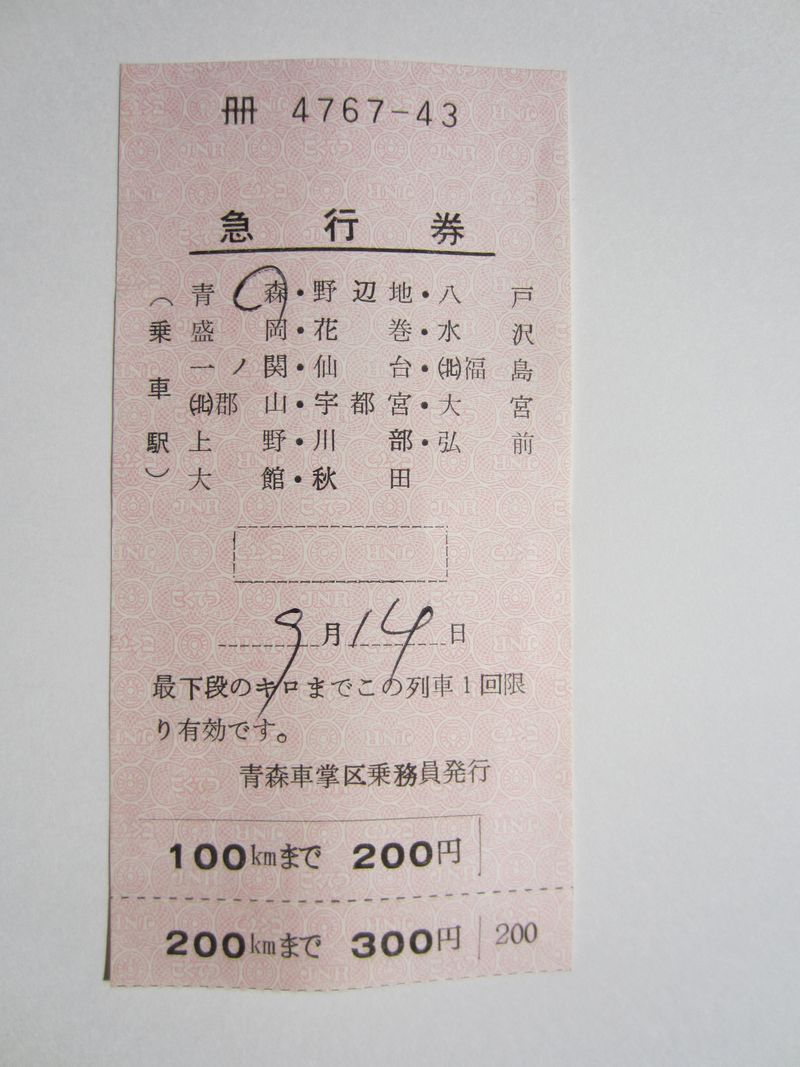 冊 4767-43
急行券
(乗車駅)
青森・野辺地・八戸
盛岡・花巻・水沢
一ノ関・仙台・㈫福島
㈫郡山・宇都宮・大宮
上野・川部・弘前
大館・秋田
9月14日
最下段のキロまでこの列車1回限
り有効です。
青森車掌区乗務員発行
100kmまで 200円
200kmまで 300円 200